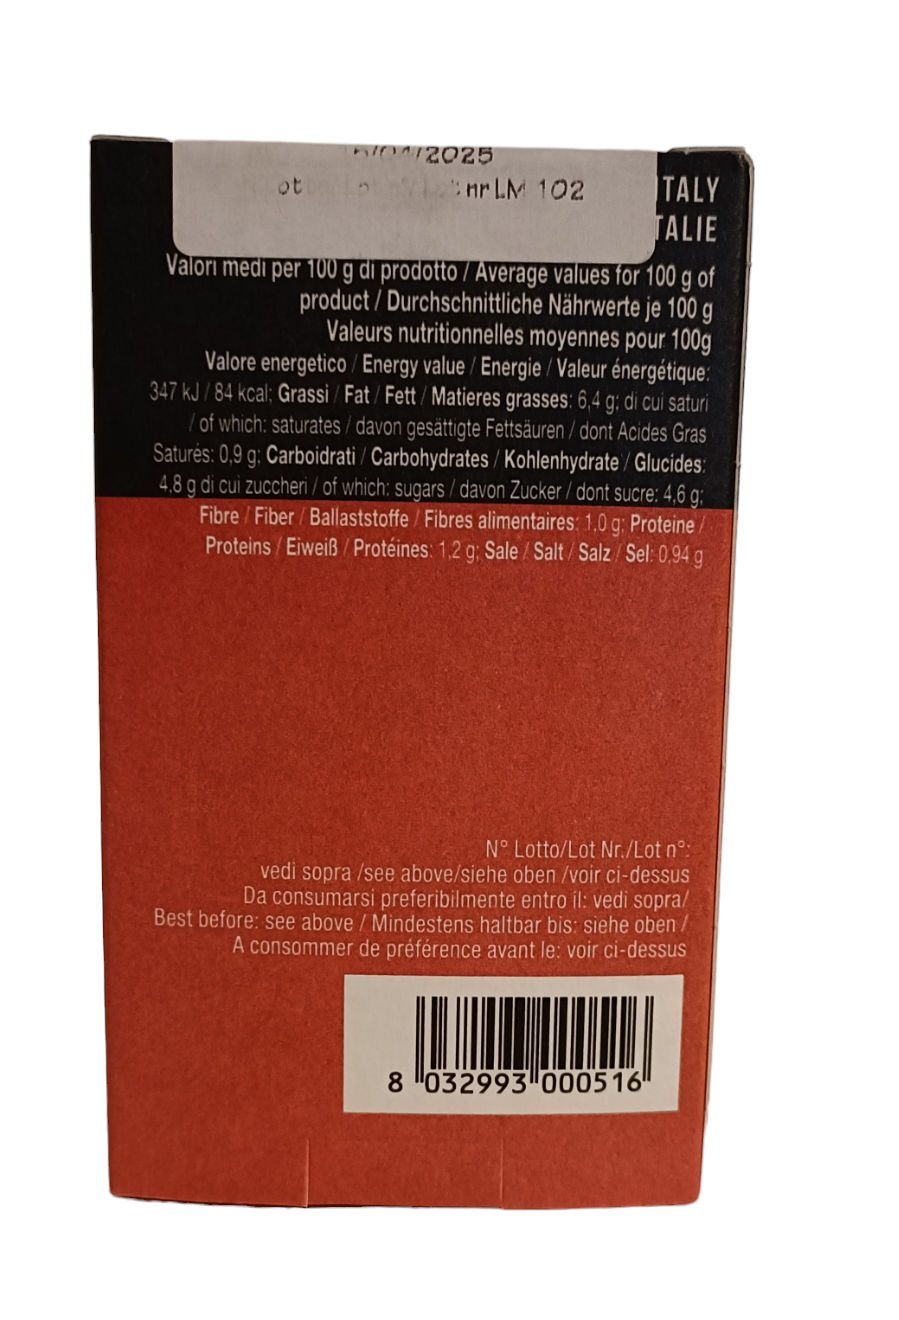 /2025
LM 102
ITALY
TALIE
Valori medi per 100 g di prodotto / Average values for 100 g of
product / Durchschnittliche Nährwerte je 100 g
Valeurs nutritionnelles moyennes pour 100g
Valore energetico / Energy value / Energie / Valeur énergétique:
347 kJ / 84 kcal; Grassi / Fat / Fett / Matieres grasses: 6,4 g; di cui saturi
/ of which: saturates / davon gesättigte Fettsäuren / dont Acides Gras
Saturés: 0,9 g; Carboidrati / Carbohydrates / Kohlenhydrate / Glucides:
4,8 g di cui zuccheri / of which: sugars / davon Zucker / dont sucre: 4,6 g;
Fibre / Fiber / Ballaststoffe / Fibres alimentaires: 1,0 g; Proteine /
Proteins / Eiweiß / Protéines: 1,2 g; Sale / Salt / Salz / Sel: 0,94 g
N° Lotto/Lot Nr./Lot n°:
vedi sopra /see above/siehe oben /voir ci-dessus
Da consumarsi preferibilmente entro il: vedi sopra/
Best before: see above / Mindestens haltbar bis: siehe oben /
A consommer de préférence avant le: voir ci-dessus
8 032993 000516